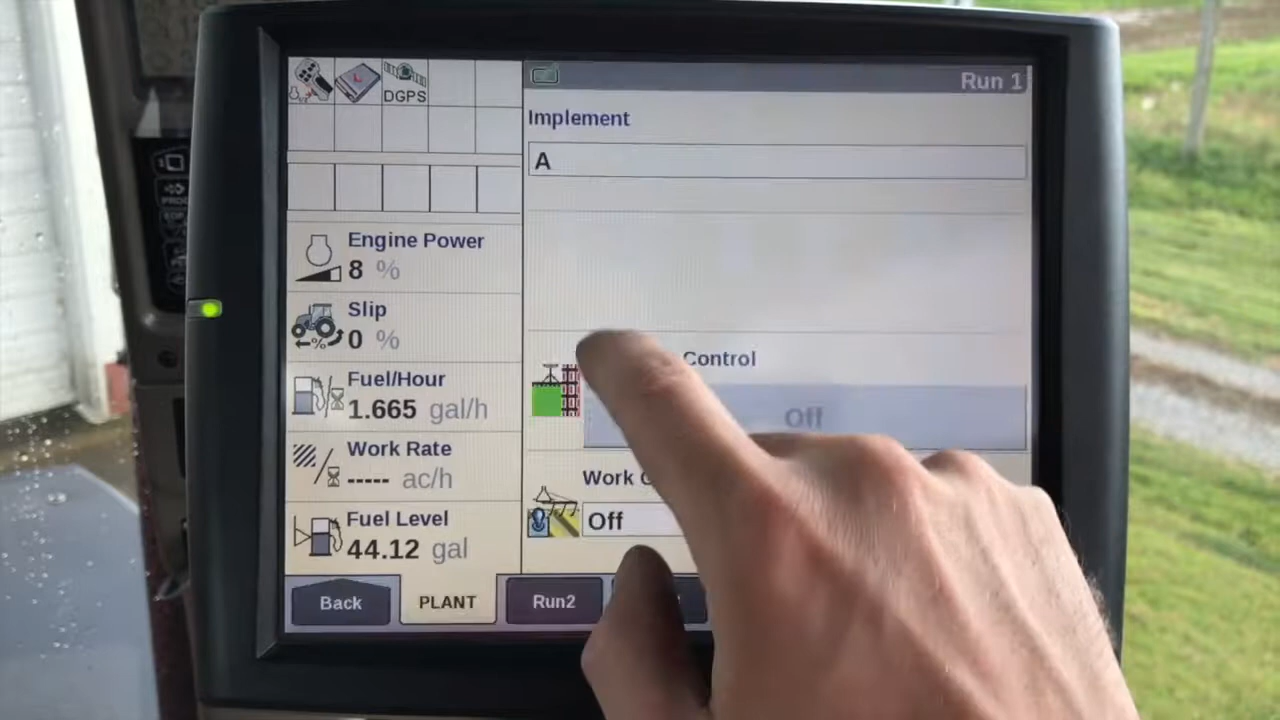 DGPS
Run 1
Implement
A
Engine Power
8 %
Slip
0 %
Fuel/Hour
1.665 gal/h
Work Rate
----- ac/h
Fuel Level
44.12 gal
Control
Off
Work
Off
Back
PLANT
Run2